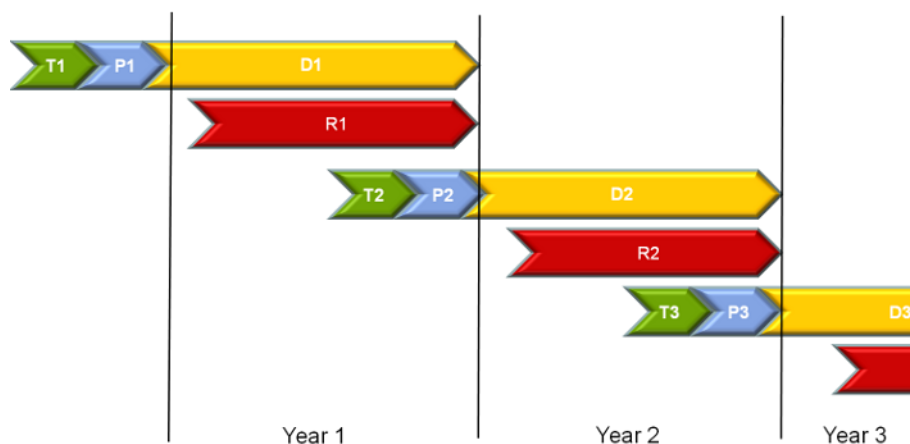 T1 P1 D1
R1
T2 P2 D2
R2
T3 P3 D3
Year 1 Year 2 Year 3